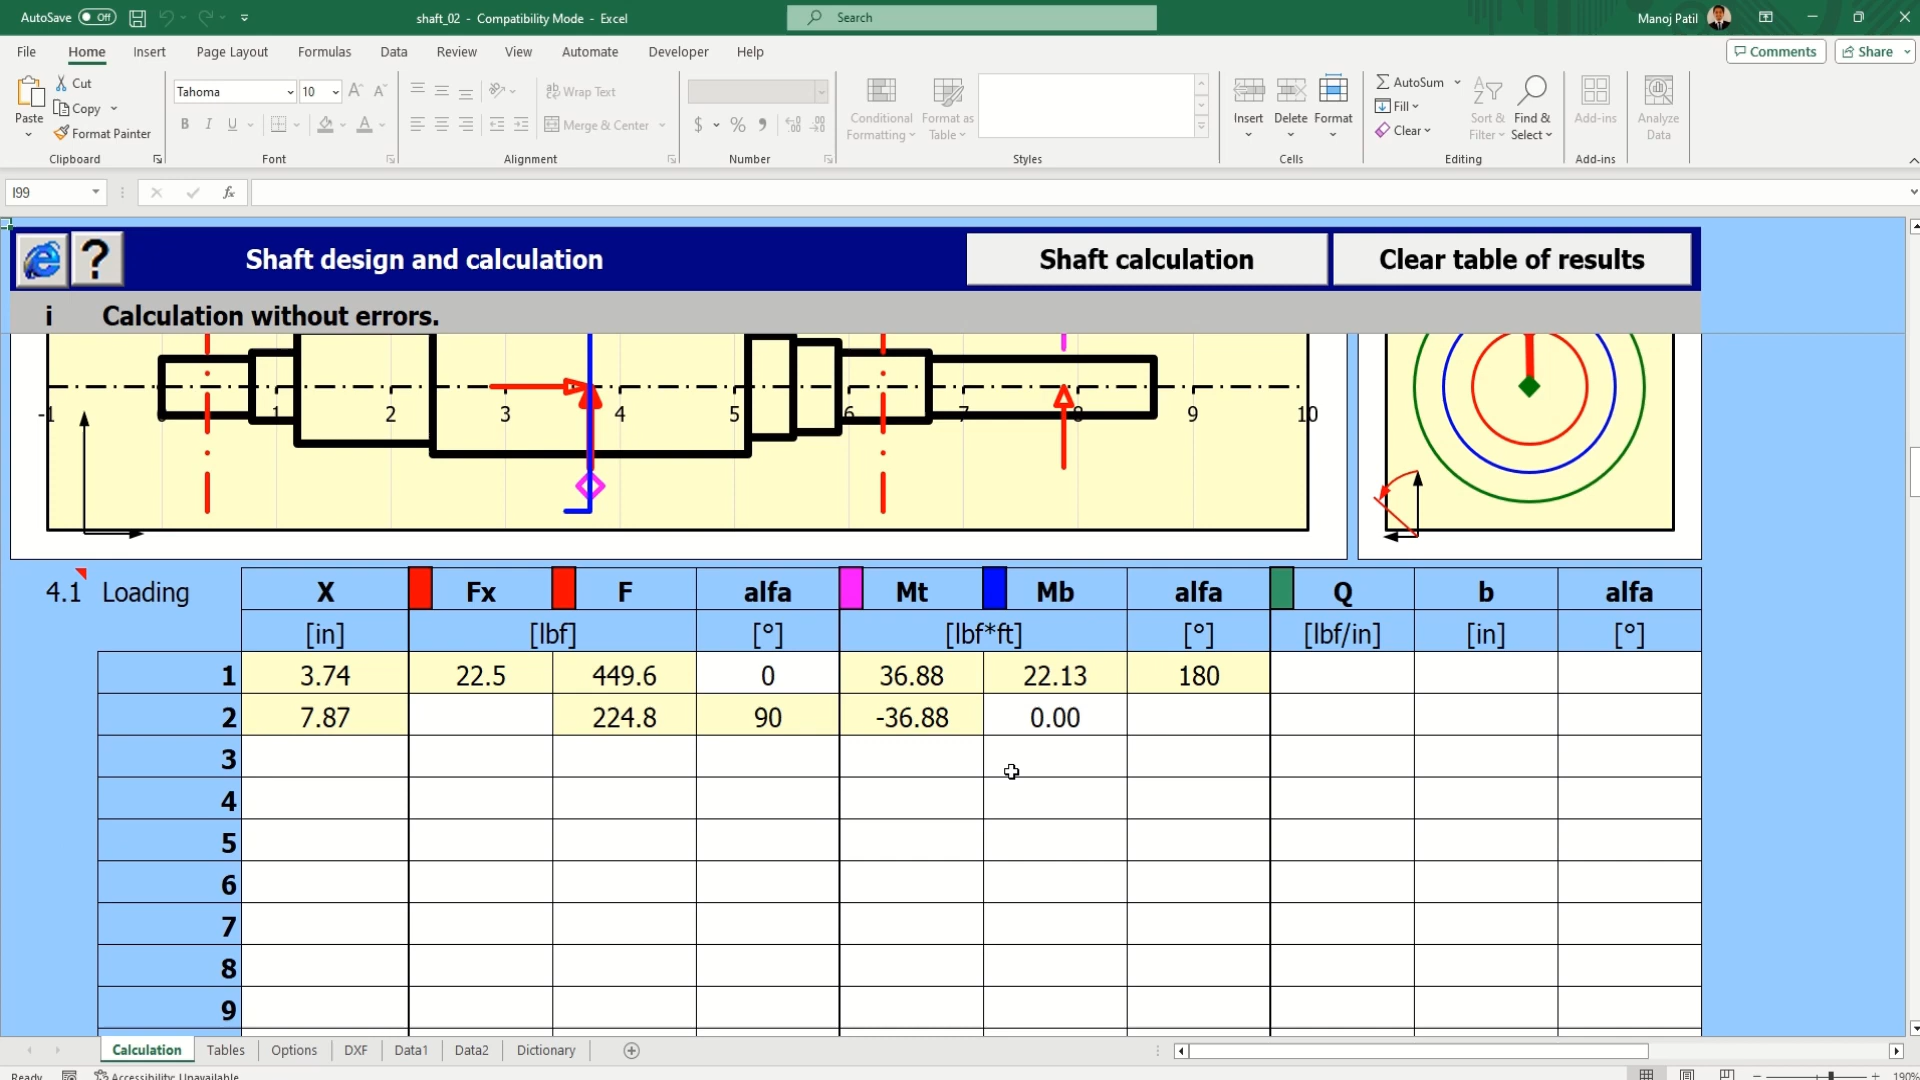 AutoSave Off shaft_02 - Compatibility Mode - Excel Search Manoj Patil
File Home Insert Page Layout Formulas Data Review View Automate Developer Help Comments Share
Paste Cut Copy Format Painter Clipboard
Tahoma 10 A A B I U Font
ab Wrap Text Merge & Center Alignment
$ % Number
Conditional Formatting Format as Table Styles
Insert Delete Format Cells
AutoSum Fill Clear Sort & Filter Find & Select Editing
Add-ins Add-ins
Analyze Data
I99 fx
? Shaft design and calculation Shaft calculation Clear table of results
i Calculation without errors.
-1 0 1 2 3 4 5 6 7 8 9 10
4.1 Loading X Fx F alfa Mt Mb alfa Q b alfa
[in] [lbf] [°] [lbf*ft] [°] [lbf/in] [in] [°]
1 3.74 22.5 449.6 0 36.88 22.13 180
2 7.87 224.8 90 -36.88 0.00
3
4
5
6
7
8
9
Calculation Tables Options DXF Data1 Data2 Dictionary
Ready Accessibility: Unavailable 190%